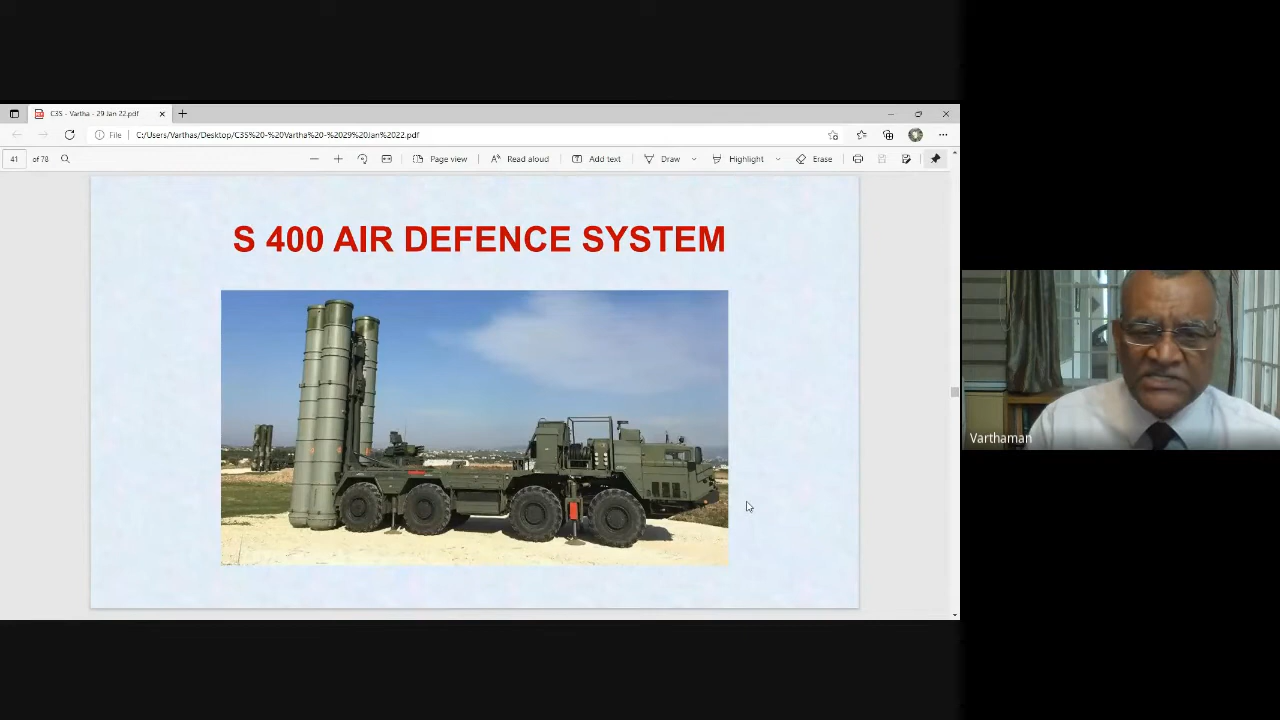 C3S - Vartha - 29 Jan 22.pdf
File
C:/Users/Varthas/Desktop/C3S%20-%20Vartha%20-%2029%20Jan%2022.pdf
41 of 78
Page view
Read aloud
Add text
Draw
Highlight
Erase
S 400 AIR DEFENCE SYSTEM
Varthaman